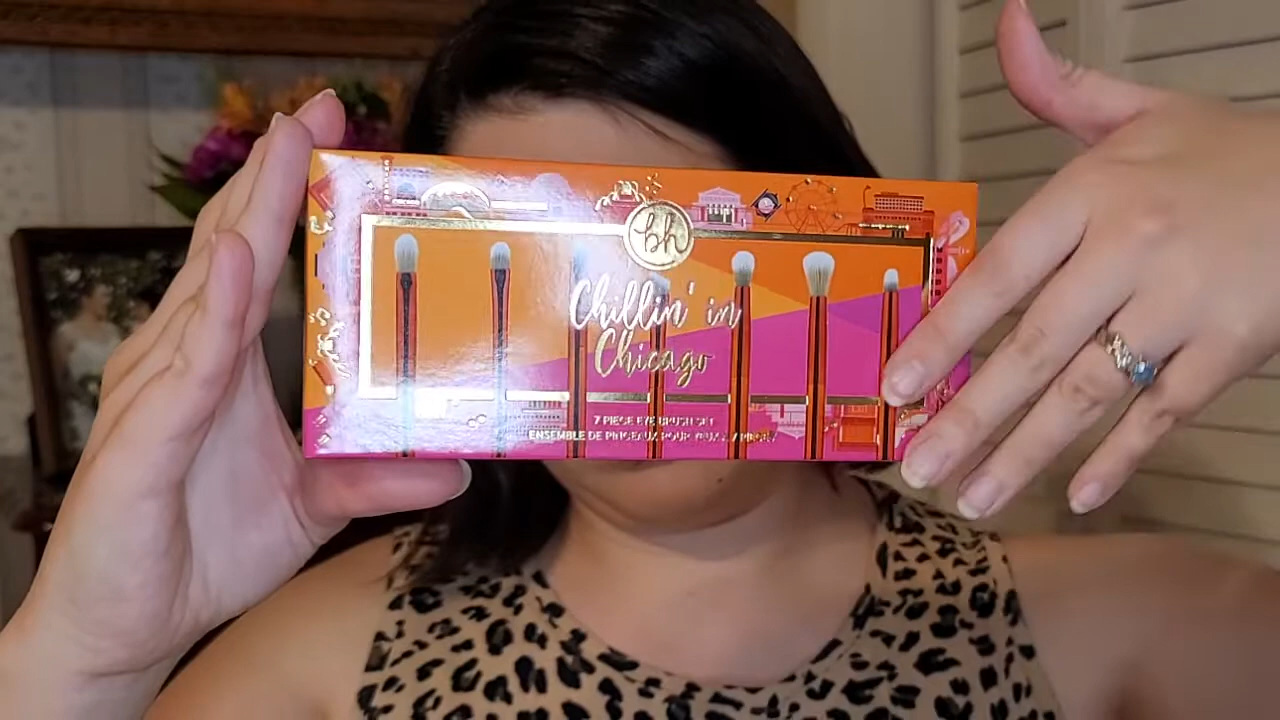 bh
Chillin' in
Chicago
7 PIECE EYE BRUSH SET
ENSEMBLE DE PINCEAUX POUR YEUX - 7 PIÈCES